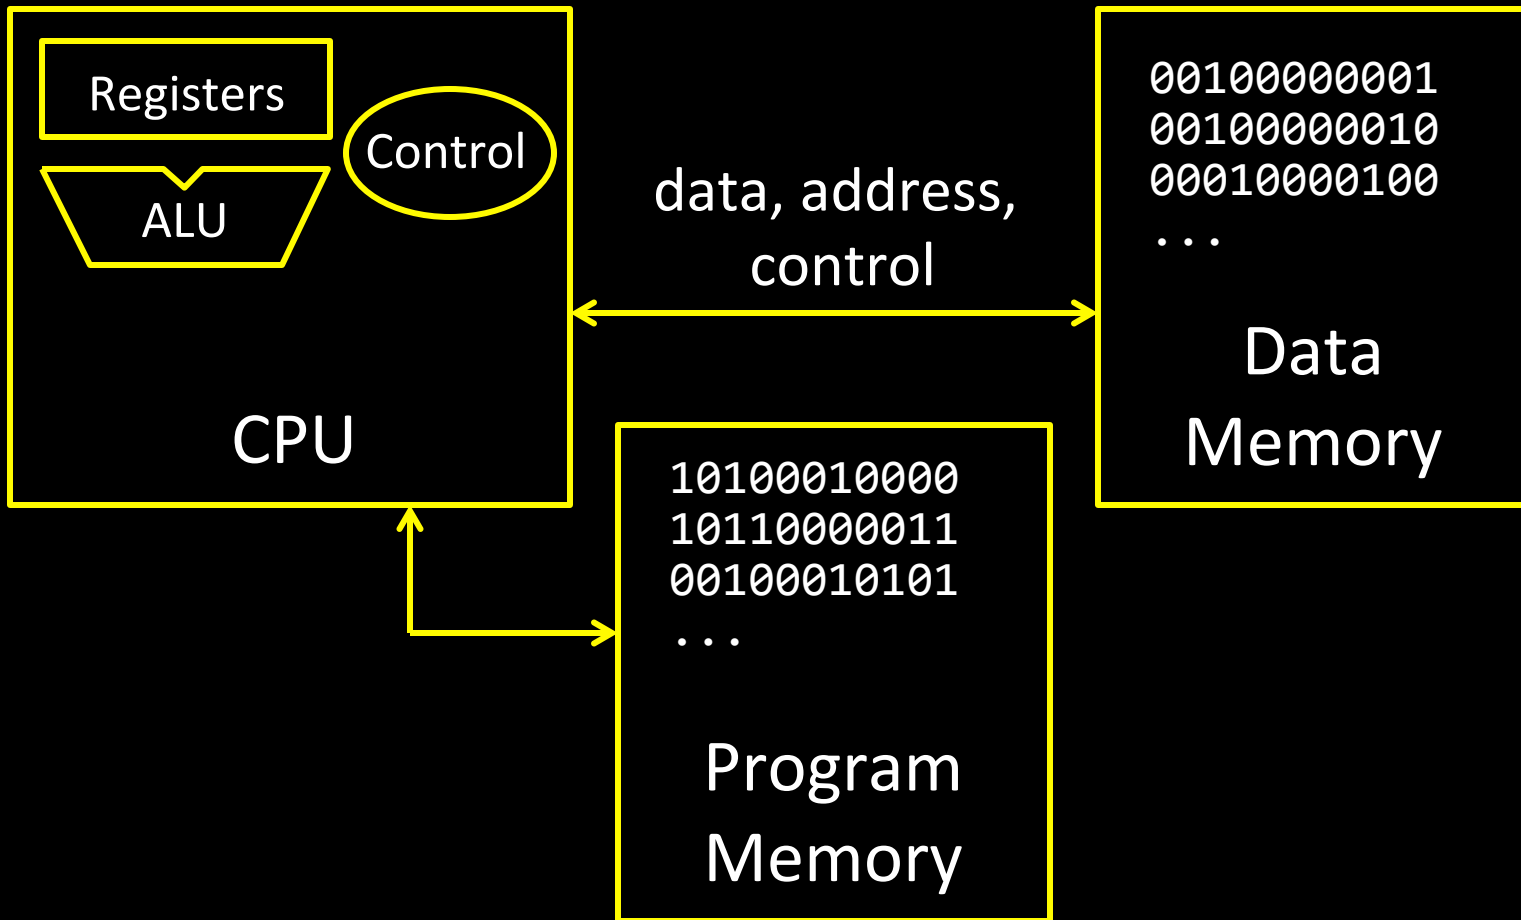 Registers
Control
ALU
CPU
data, address,
control
00100000001
00100000010
00010000100
...
Data
Memory
10100010000
10110000011
00100010101
...
Program
Memory